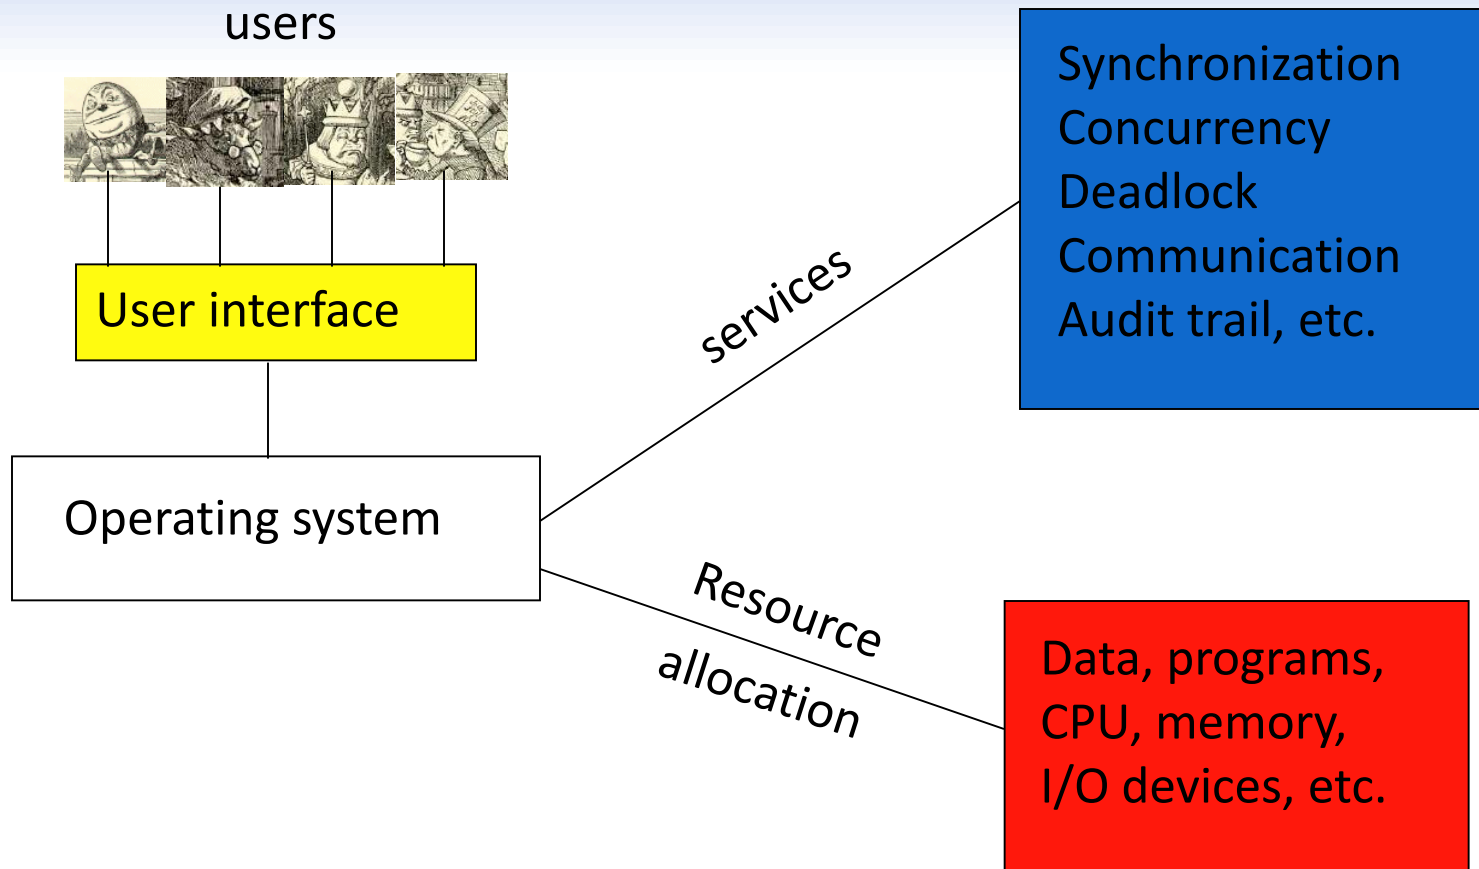 users
User interface
Operating system
services
Resource
allocation
Synchronization
Concurrency
Deadlock
Communication
Audit trail, etc.
Data, programs,
CPU, memory,
I/O devices, etc.